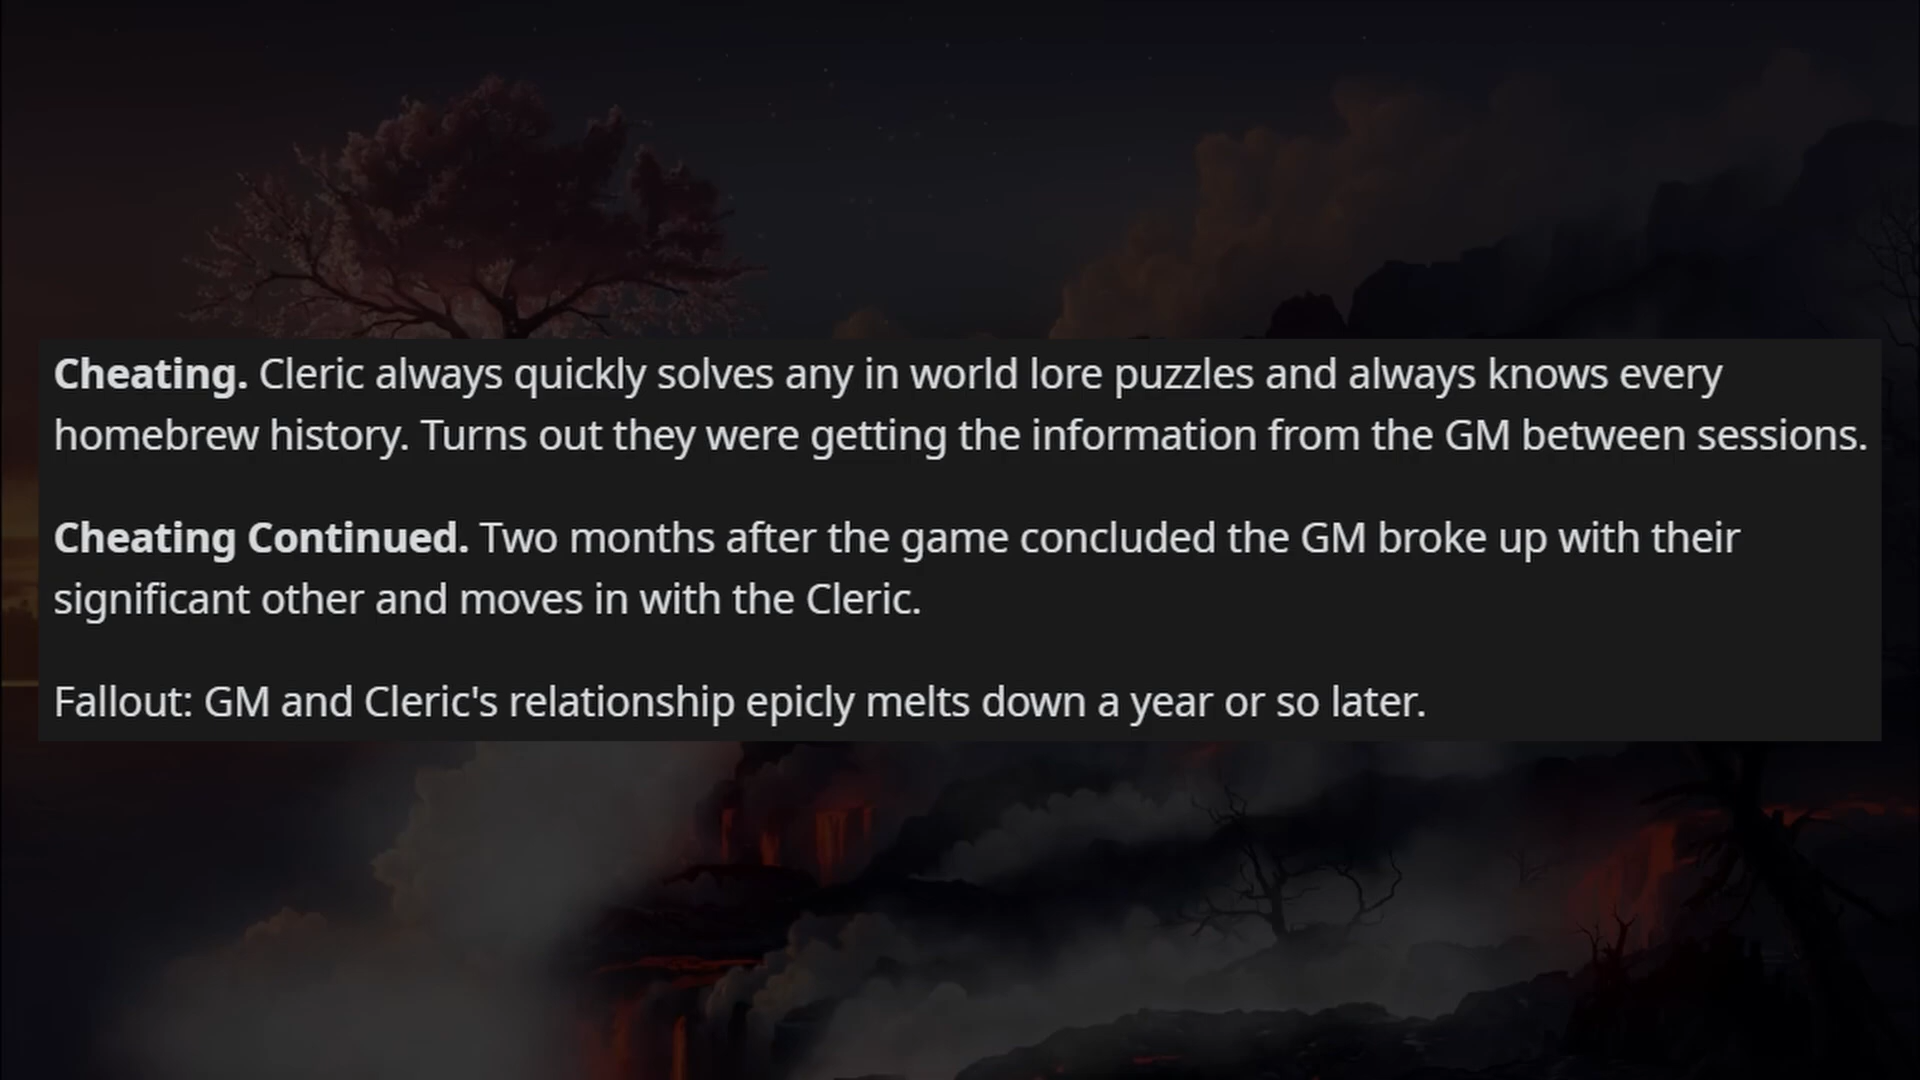 Cheating. Cleric always quickly solves any in world lore puzzles and always knows every
homebrew history. Turns out they were getting the information from the GM between sessions.
Cheating Continued. Two months after the game concluded the GM broke up with their
significant other and moves in with the Cleric.
Fallout: GM and Cleric's relationship epicly melts down a year or so later.